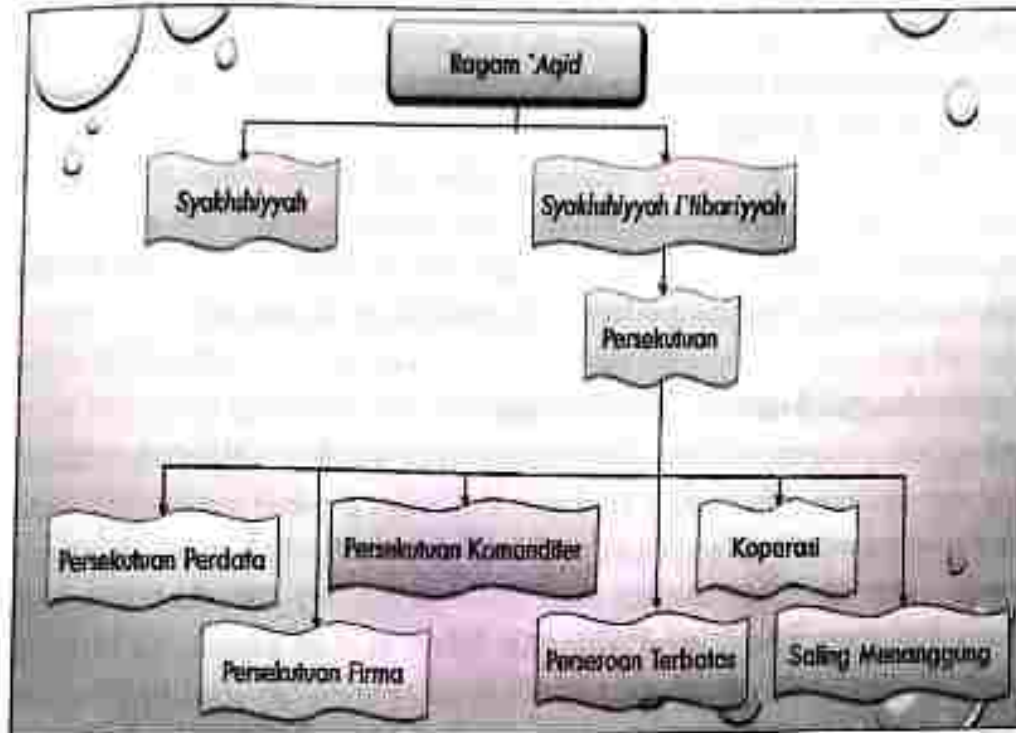 Ragam 'Aqid
Syakhshiyyah
Syakhshiyyah I'tibariyyah
Persekutuan
Persekutuan Perdata
Persekutuan Komanditer
Koperasi
Persekutuan Firma
Perseroan Terbatas
Saling Menanggung